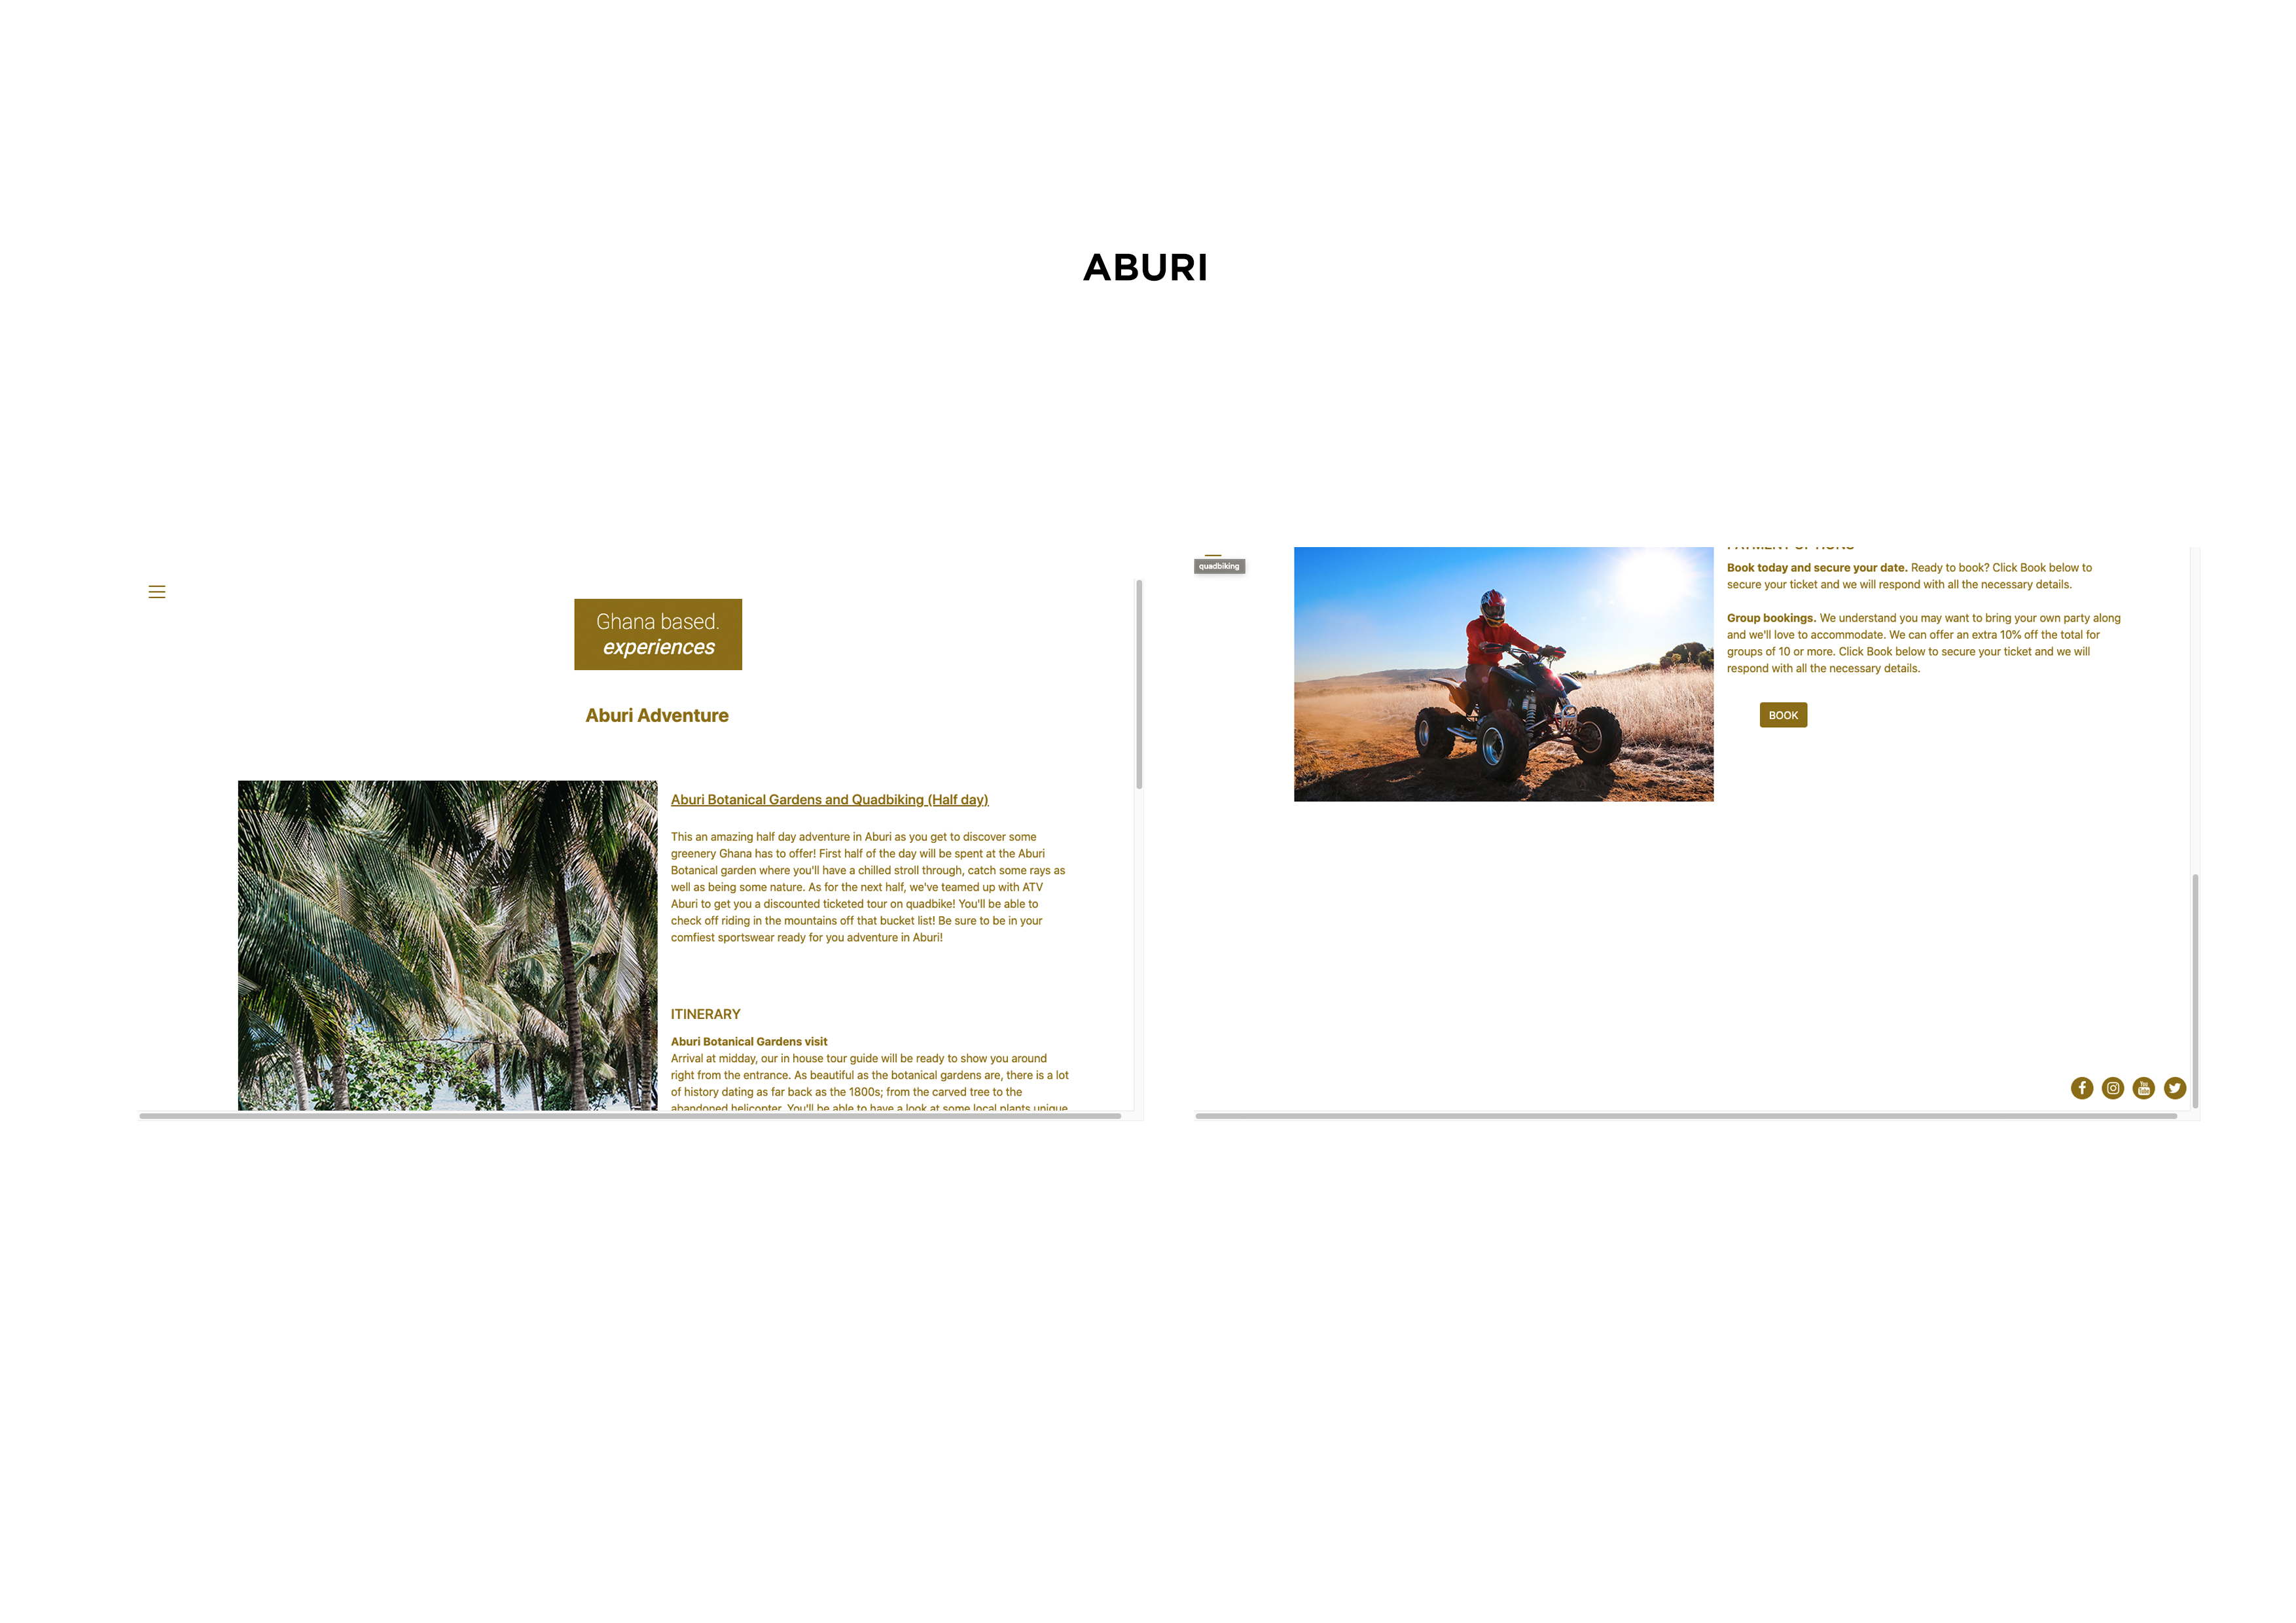 ABURI
Ghana based.
experiences
Aburi Adventure
Aburi Botanical Gardens and Quadbiking (Half day)
This an amazing half day adventure in Aburi as you get to discover some
greenery Ghana has to offer! First half of the day will be spent at the Aburi
Botanical garden where you'll have a chilled stroll through, catch some rays as
well as being some nature. As for the next half, we've teamed up with ATV
Aburi to get you a discounted ticketed tour on quadbike! You'll be able to
check off riding in the mountains off that bucket list! Be sure to be in your
comfiest sportswear ready for you adventure in Aburi!
ITINERARY
Aburi Botanical Gardens visit
Arrival at midday, our in house tour guide will be ready to show you around
right from the entrance. As beautiful as the botanical gardens are, there is a lot
of history dating as far back as the 1800s; from the carved tree to the
abandoned helicopter. You'll be able to have a look at some local plants unique
quadbiking
PAYMENT OPTIONS
Book today and secure your date. Ready to book? Click Book below to
secure your ticket and we will respond with all the necessary details.
Group bookings. We understand you may want to bring your own party along
and we'll love to accommodate. We can offer an extra 10% off the total for
groups of 10 or more. Click Book below to secure your ticket and we will
respond with all the necessary details.
BOOK